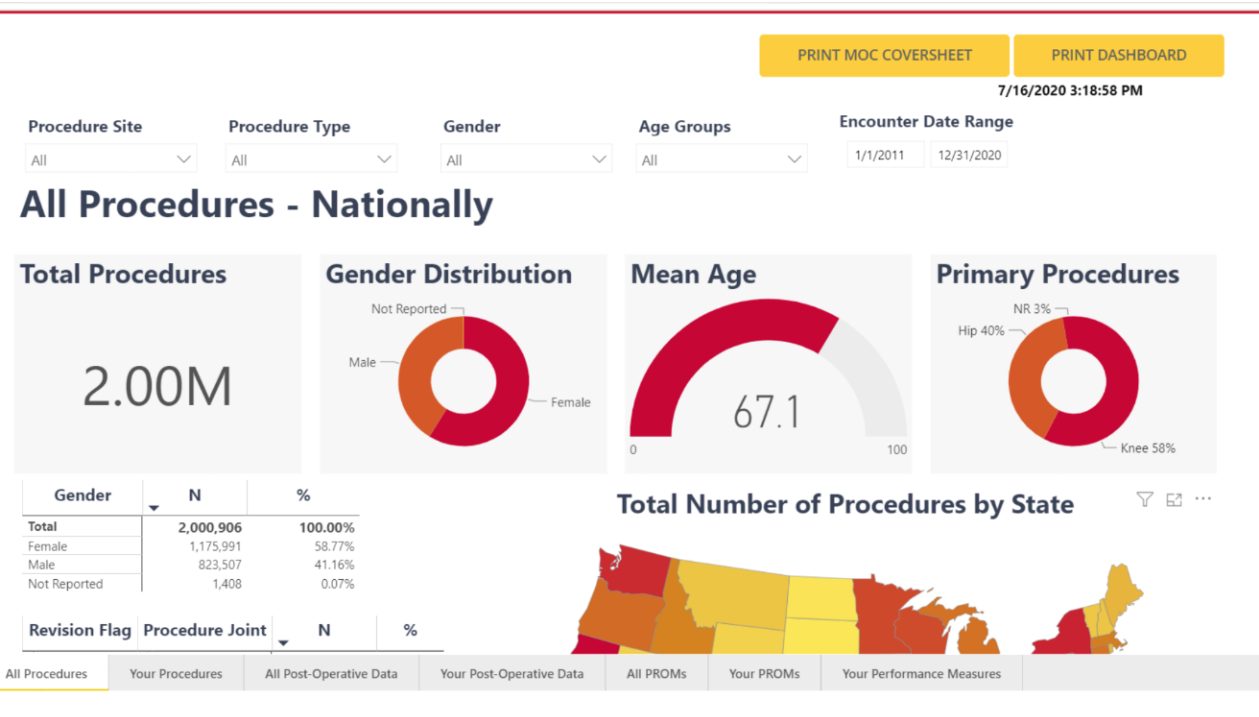 PRINT MOC COVERSHEET PRINT DASHBOARD
7/16/2020 3:18:58 PM
Procedure Site Procedure Type Gender Age Groups Encounter Date Range
All All All All 1/1/2011 12/31/2020
All Procedures - Nationally
Total Procedures
2.00M
Gender Distribution
Not Reported
Male
Female
Mean Age
67.1
0 100
Primary Procedures
NR 3%
Hip 40%
Knee 58%
Gender N %
Total 2,000,906 100.00%
Female 1,175,991 58.77%
Male 823,507 41.16%
Not Reported 1,408 0.07%
Total Number of Procedures by State
Revision Flag Procedure Joint N %
All Procedures Your Procedures All Post-Operative Data Your Post-Operative Data All PROMs Your PROMs Your Performance Measures